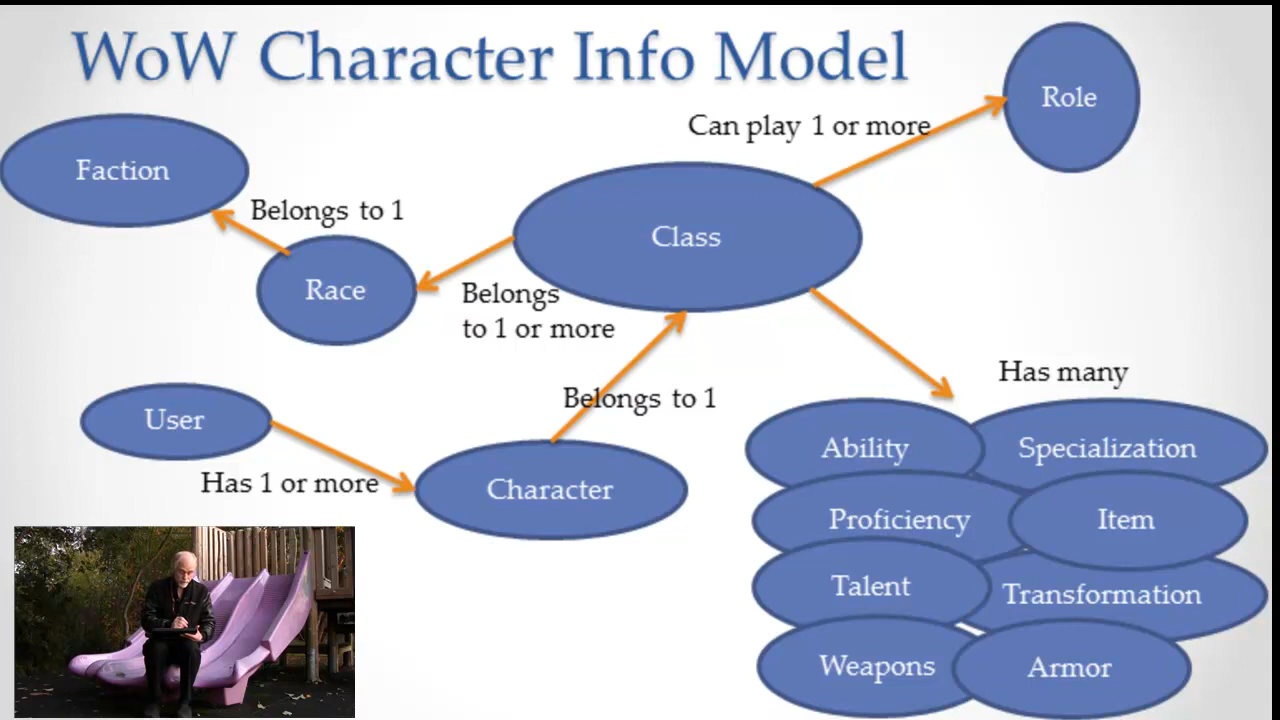 WoW Character Info Model
Role
Can play 1 or more
Faction
Belongs to 1
Class
Race
Belongs
to 1 or more
Has many
Belongs to 1
User
Ability
Specialization
Has 1 or more
Character
Proficiency
Item
Talent
Transformation
Weapons
Armor